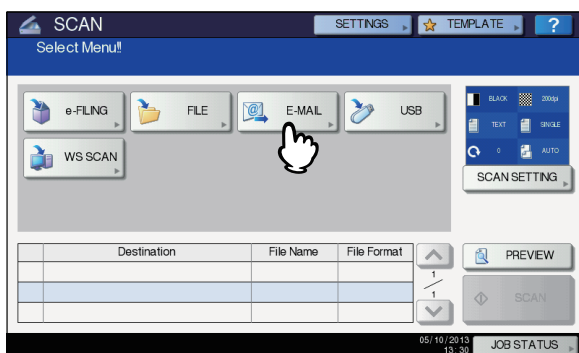 SCAN
SETTINGS
TEMPLATE
?
Select Menu!!
e-FILING
FILE
E-MAIL
USB
WS SCAN
BLACK
200dpi
TEXT
SINGLE
0
AUTO
SCAN SETTING
Destination
File Name
File Format
1
1
PREVIEW
SCAN
05/10/2013
13:30
JOB STATUS